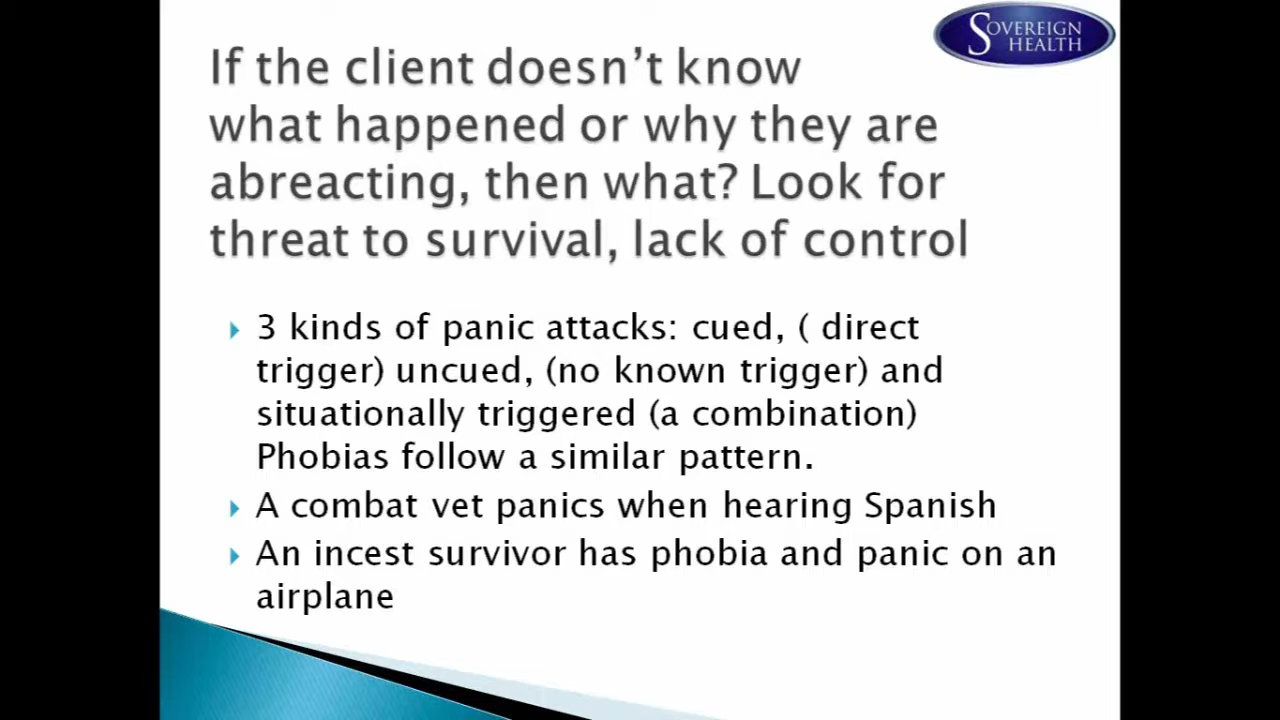 SOVEREIGN
HEALTH
If the client doesn’t know
what happened or why they are
abreacting, then what? Look for
threat to survival, lack of control
3 kinds of panic attacks: cued, ( direct
trigger) uncued, (no known trigger) and
situationally triggered (a combination)
Phobias follow a similar pattern.
A combat vet panics when hearing Spanish
An incest survivor has phobia and panic on an
airplane